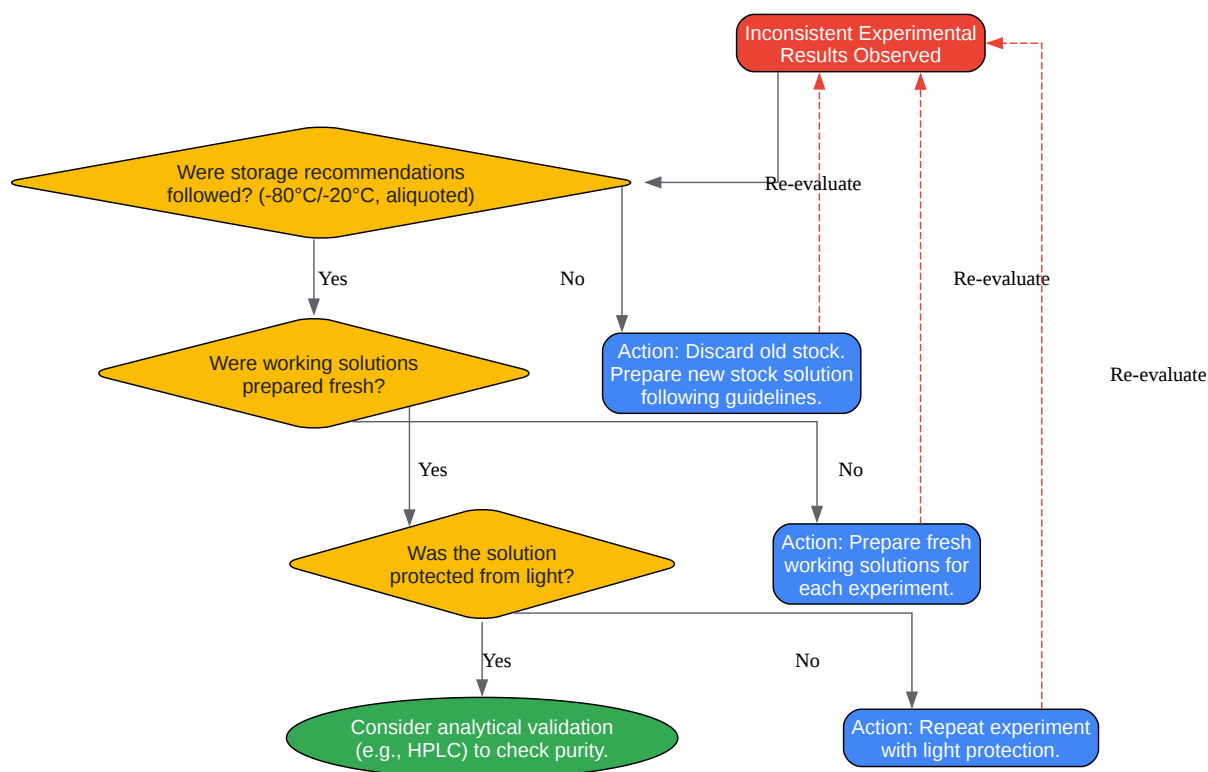 Inconsistent Experimental
Results Observed
Were storage recommendations
followed? (-80°C/-20°C, aliquoted)
Re-evaluate
Yes
No
Re-evaluate
Were working solutions
prepared fresh?
Action: Discard old stock.
Prepare new stock solution
following guidelines.
Re-evaluate
Yes
No
Was the solution
protected from light?
Action: Prepare fresh
working solutions for
each experiment.
Yes
No
Consider analytical validation
(e.g., HPLC) to check purity.
Action: Repeat experiment
with light protection.